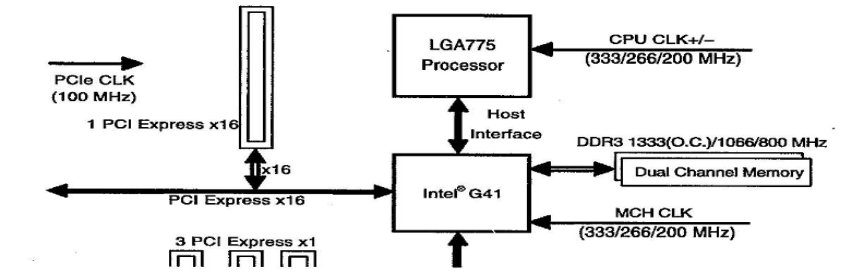 LGA775
Processor
CPU CLK+/–
(333/266/200 MHz)
PCIe CLK
(100 MHz)
1 PCI Express x16
Host
Interface
DDR3 1333(O.C.)/1066/800 MHz
x16
Dual Channel Memory
PCI Express x16
Intel® G41
MCH CLK
(333/266/200 MHz)
3 PCI Express x1